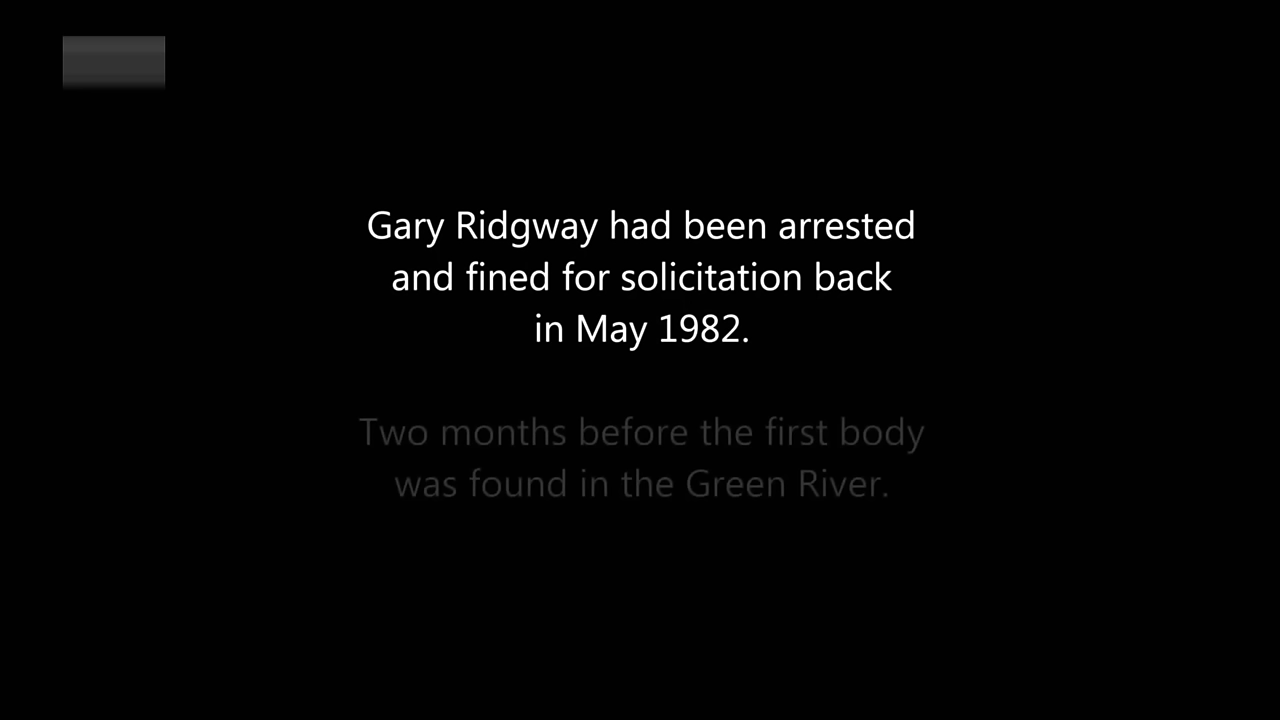 Gary Ridgway had been arrested
and fined for solicitation back
in May 1982.
Two months before the first body
was found in the Green River.